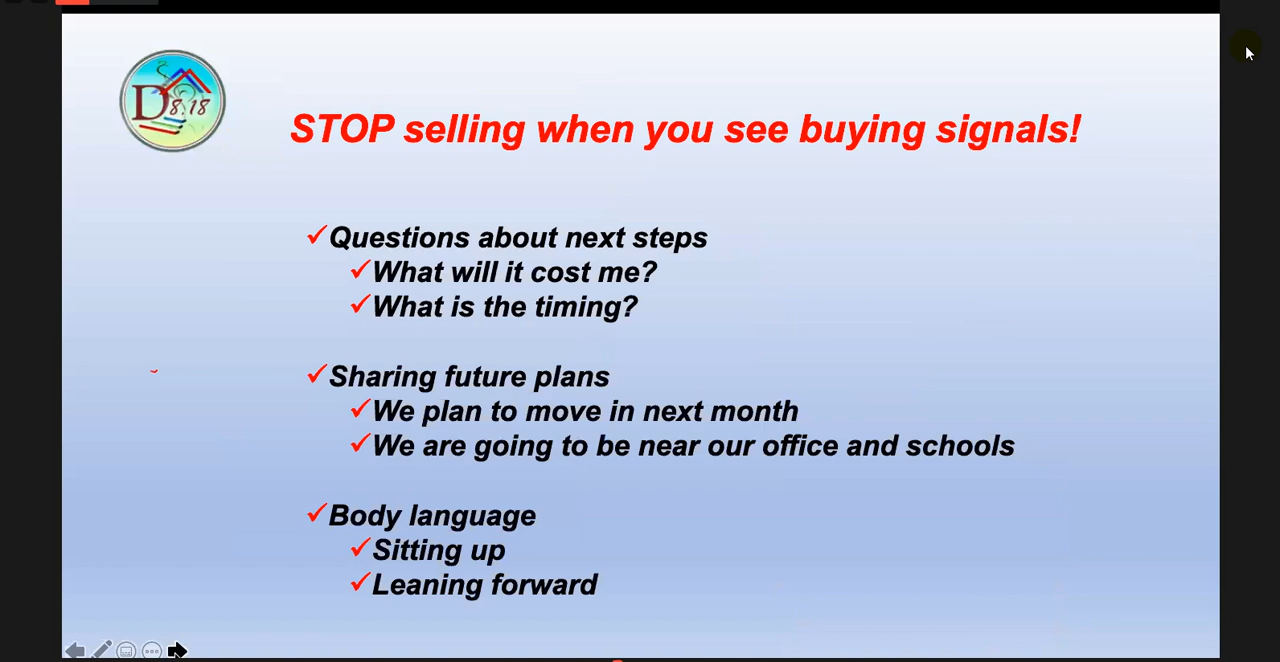 D8.18
STOP selling when you see buying signals!
Questions about next steps
What will it cost me?
What is the timing?
Sharing future plans
We plan to move in next month
We are going to be near our office and schools
Body language
Sitting up
Leaning forward